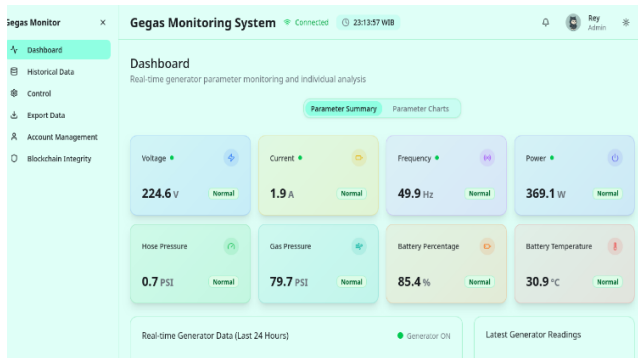 Gegas Monitor ×
Gegas Monitoring System Connected 23:13:57 WIB
Rey
Admin
Dashboard
Historical Data
Control
Export Data
Account Management
Blockchain Integrity
Dashboard
Real-time generator parameter monitoring and individual analysis
Parameter Summary Parameter Charts
Voltage
224.6 V Normal
Current
1.9 A Normal
Frequency
49.9 Hz Normal
Power
369.1 W Normal
Hose Pressure
0.7 PSI Normal
Gas Pressure
79.7 PSI Normal
Battery Percentage
85.4 % Normal
Battery Temperature
30.9 °C Normal
Real-time Generator Data (Last 24 Hours) Generator ON
Latest Generator Readings